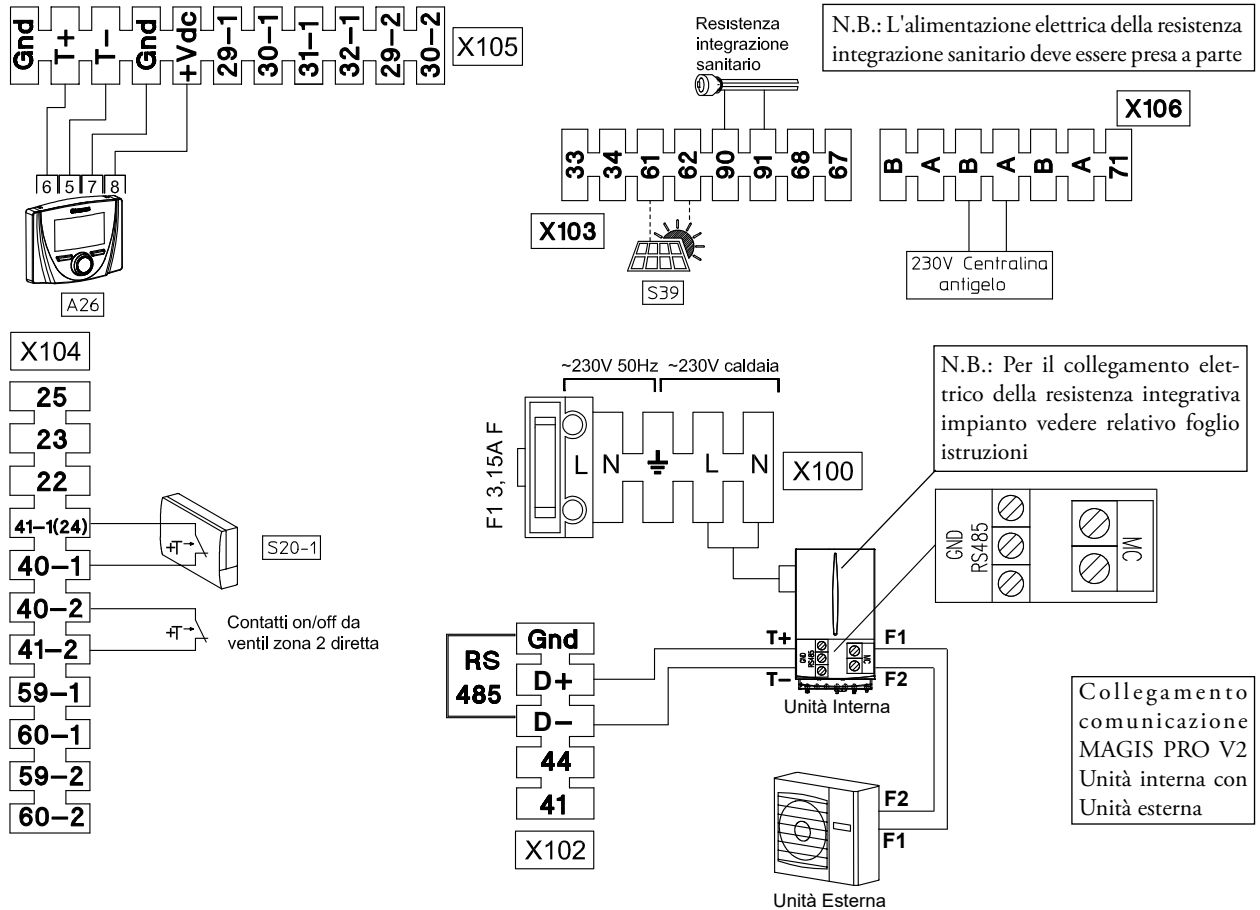 Gnd T+ T− Gnd +Vdc 29-1 30-1 31-1 32-1 29-2 30-2
X105
6 5 7 8
A26
Resistenza
integrazione
sanitario
N.B.: L'alimentazione elettrica della resistenza
integrazione sanitario deve essere presa a parte
33 34 61 62 90 91 68 67
X103
S39
X106
B A B A B A 71
230V Centralina
antigelo
X104
25
23
22
41-1(24)
40-1
40-2
41-2
59-1
60-1
59-2
60-2
+T
S20-1
+T
Contatti on/off da
ventil zona 2 diretta
~230V 50Hz ~230V caldaia
F1 3,15A F
L N L N
X100
N.B.: Per il collegamento elet-
trico della resistenza integrativa
impianto vedere relativo foglio
istruzioni
GND
RS485
MC
RS
485
Gnd
D+
D−
44
41
X102
T+ F1
GND
RS485
MC
T− F2
Unità Interna
F2
F1
Unità Esterna
Collegamento
comunicazione
MAGIS PRO V2
Unità interna con
Unità esterna